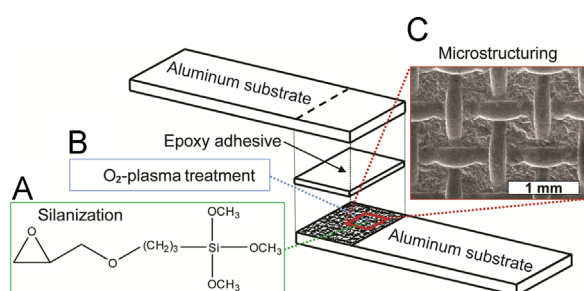 C
Microstructuring
Aluminum substrate
B
Epoxy adhesive
O₂-plasma treatment
1 mm
A
Silanization
OCH₃
O
(CH₂)₃
Si
OCH₃
O
OCH₃
Aluminum substrate